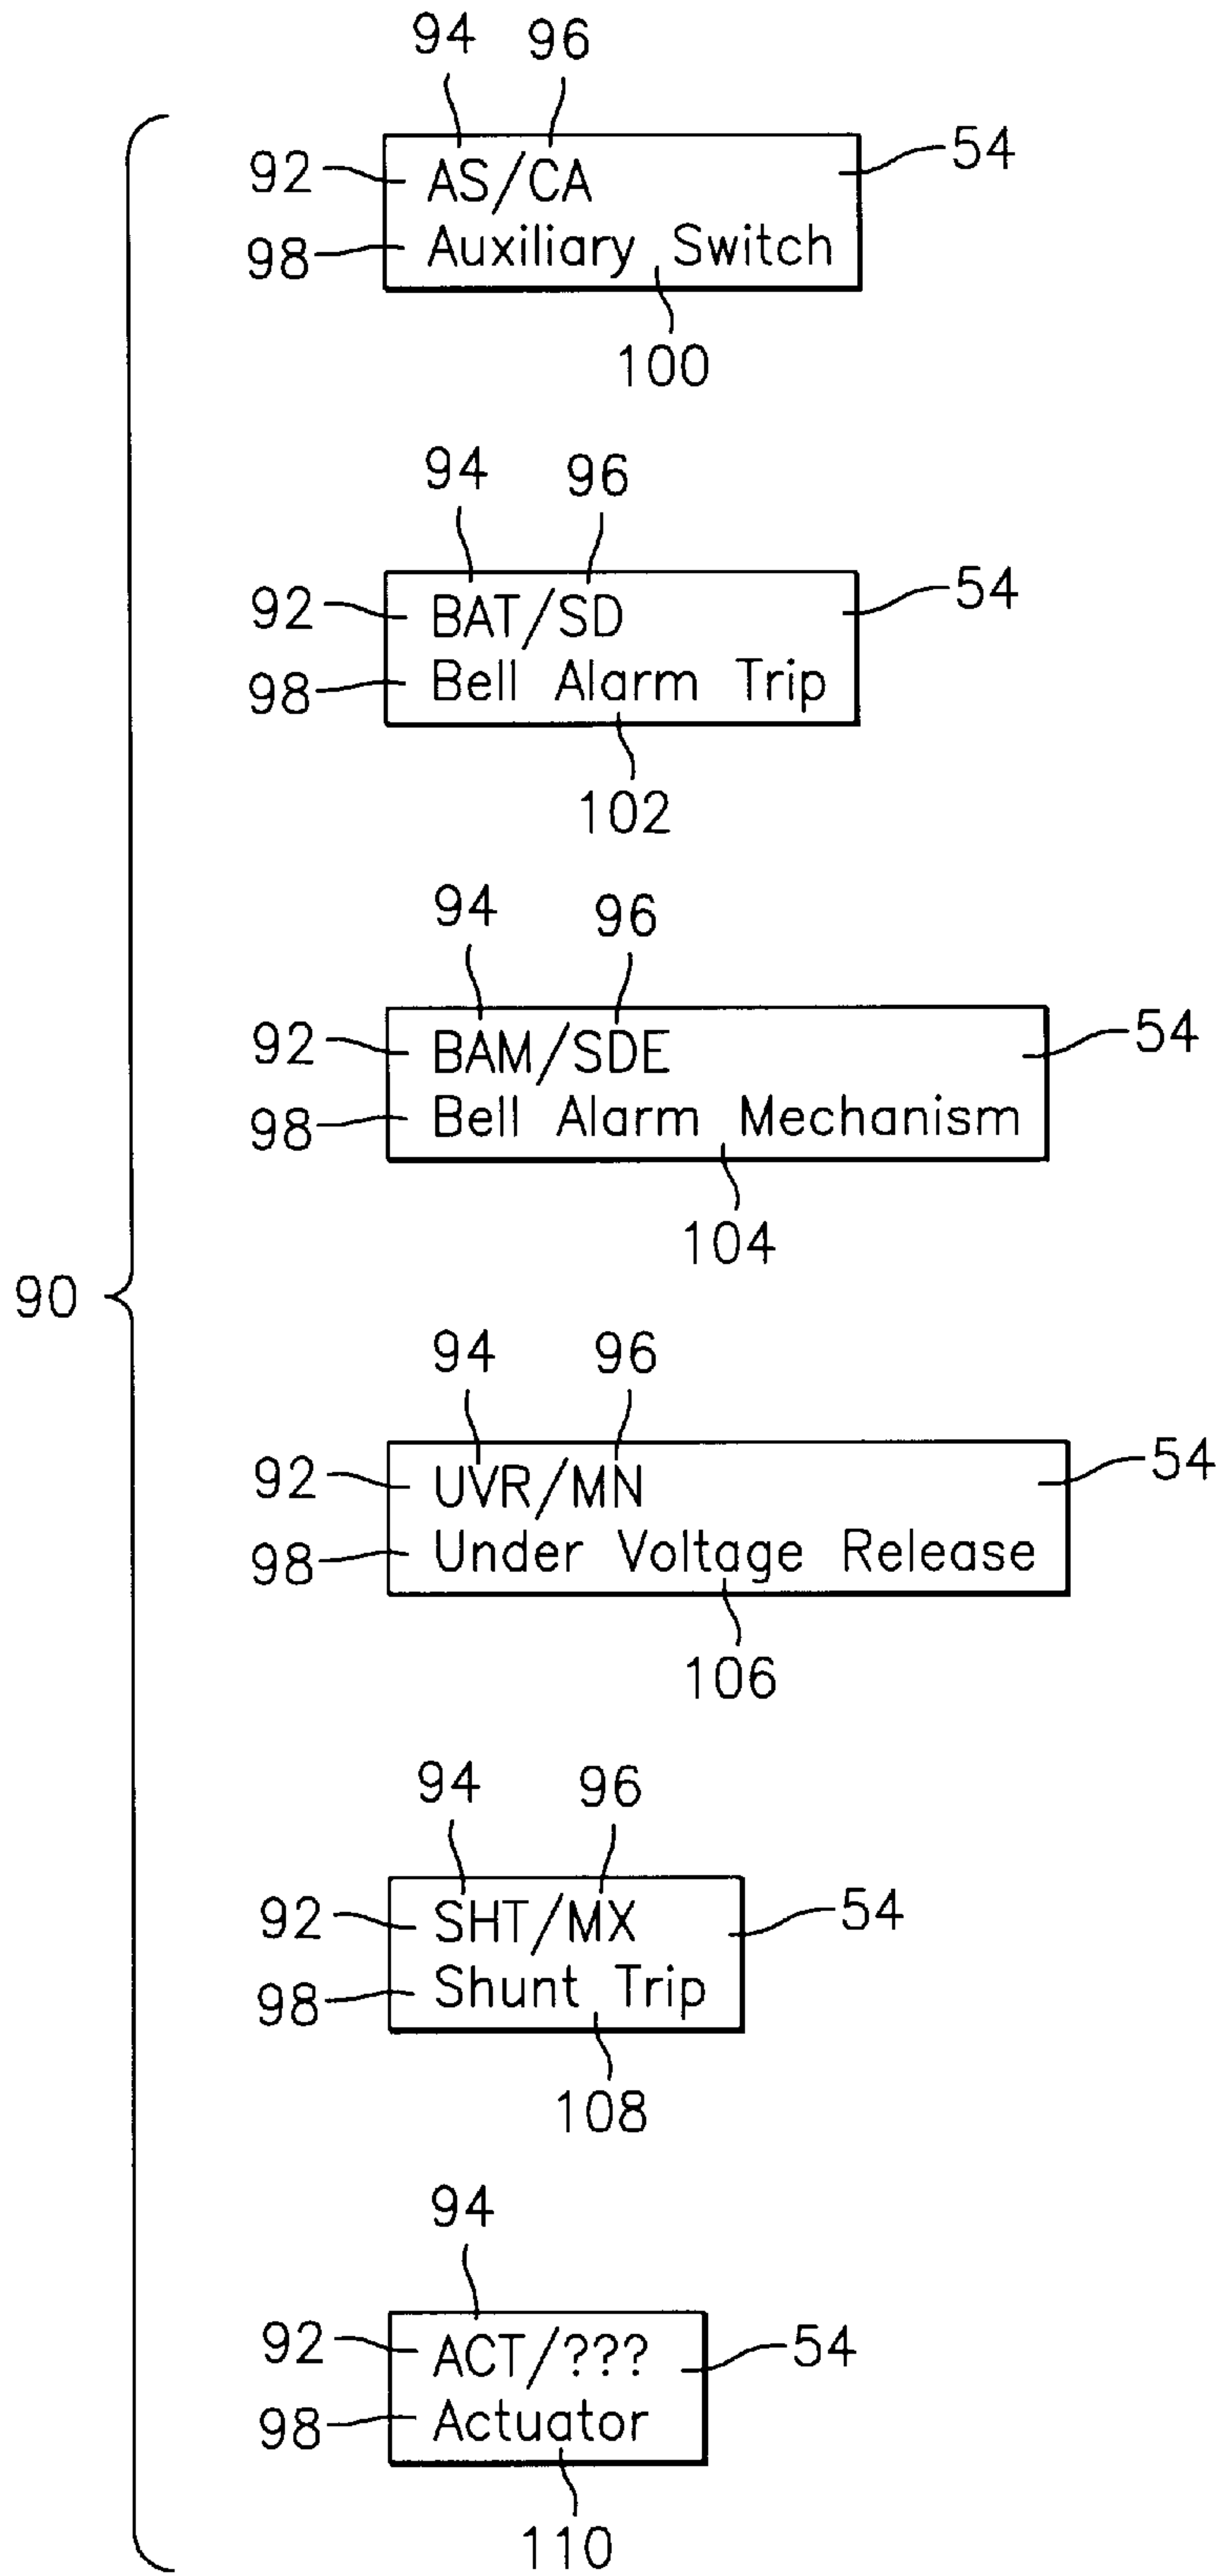 94 96
92 AS/CA 54
98 Auxiliary Switch
100
94 96
92 BAT/SD 54
98 Bell Alarm Trip
102
94 96
92 BAM/SDE 54
98 Bell Alarm Mechanism
104
90
94 96
92 UVR/MN 54
98 Under Voltage Release
106
94 96
92 SHT/MX 54
98 Shunt Trip
108
94
92 ACT/??? 54
98 Actuator
110